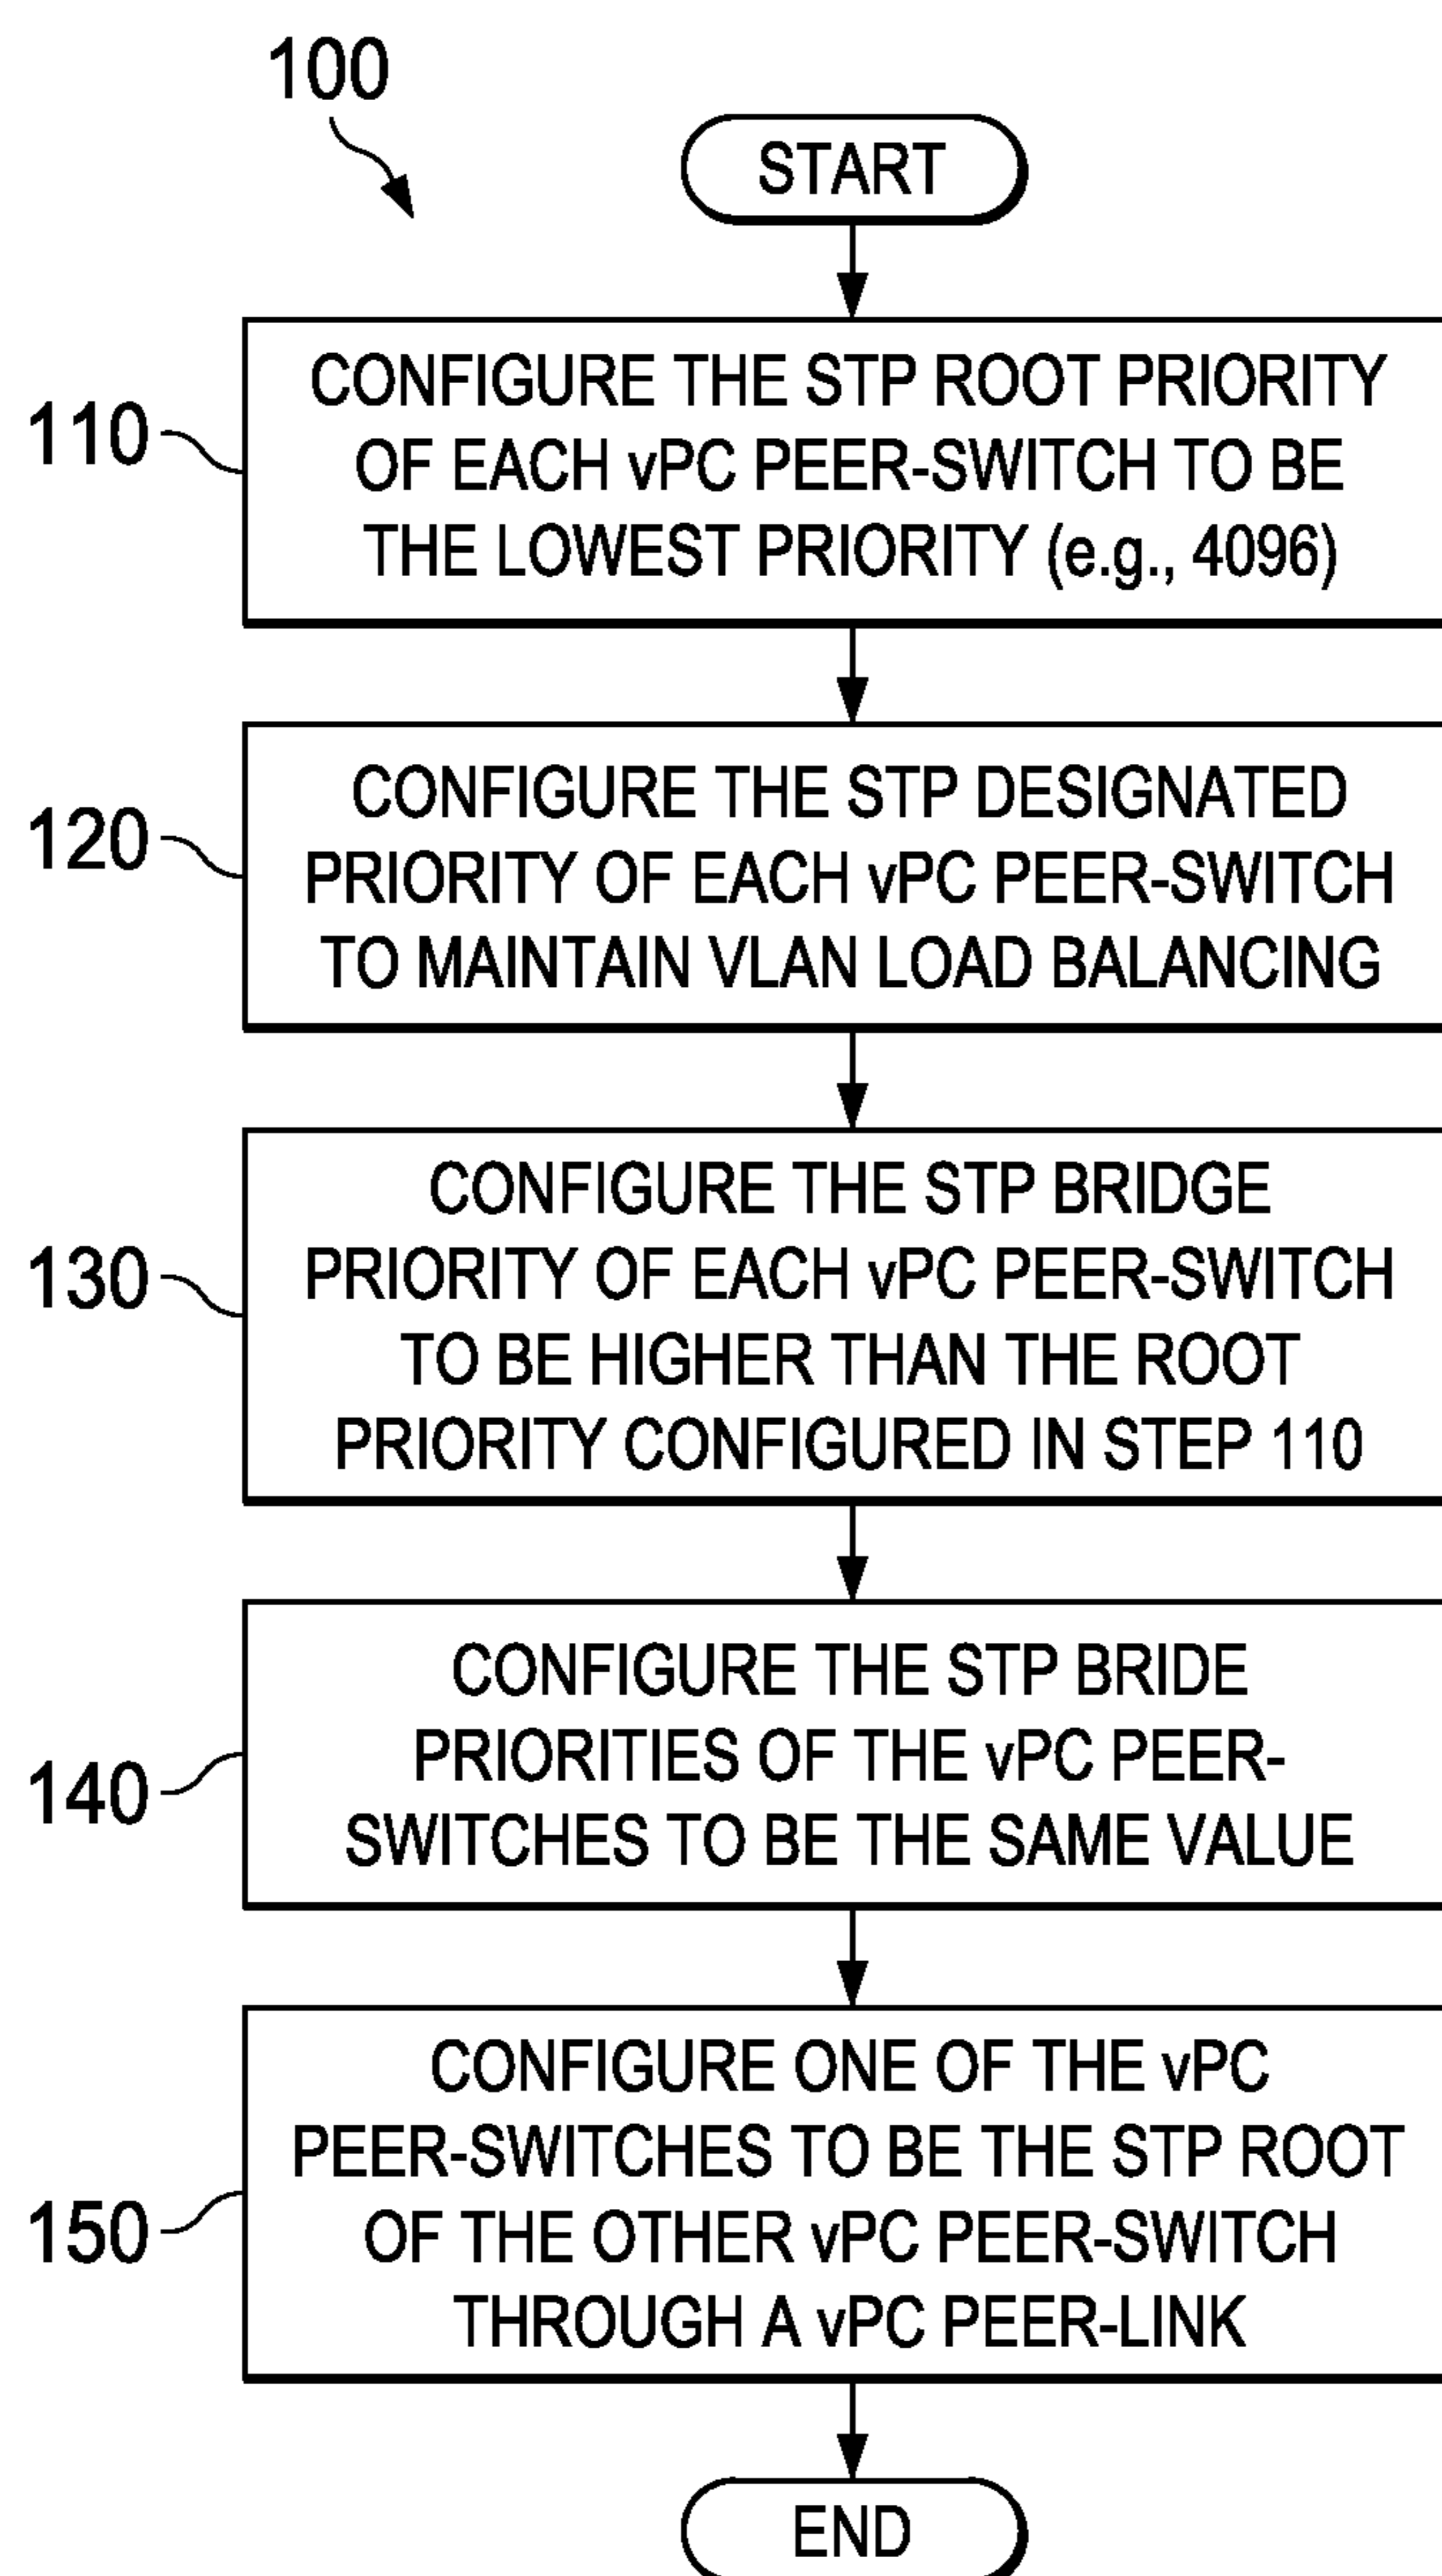 100
START
110
CONFIGURE THE STP ROOT PRIORITY
OF EACH vPC PEER-SWITCH TO BE
THE LOWEST PRIORITY (e.g., 4096)
120
CONFIGURE THE STP DESIGNATED
PRIORITY OF EACH vPC PEER-SWITCH
TO MAINTAIN VLAN LOAD BALANCING
130
CONFIGURE THE STP BRIDGE
PRIORITY OF EACH vPC PEER-SWITCH
TO BE HIGHER THAN THE ROOT
PRIORITY CONFIGURED IN STEP 110
140
CONFIGURE THE STP BRIDE
PRIORITIES OF THE vPC PEER-
SWITCHES TO BE THE SAME VALUE
150
CONFIGURE ONE OF THE vPC
PEER-SWITCHES TO BE THE STP ROOT
OF THE OTHER vPC PEER-SWITCH
THROUGH A vPC PEER-LINK
END